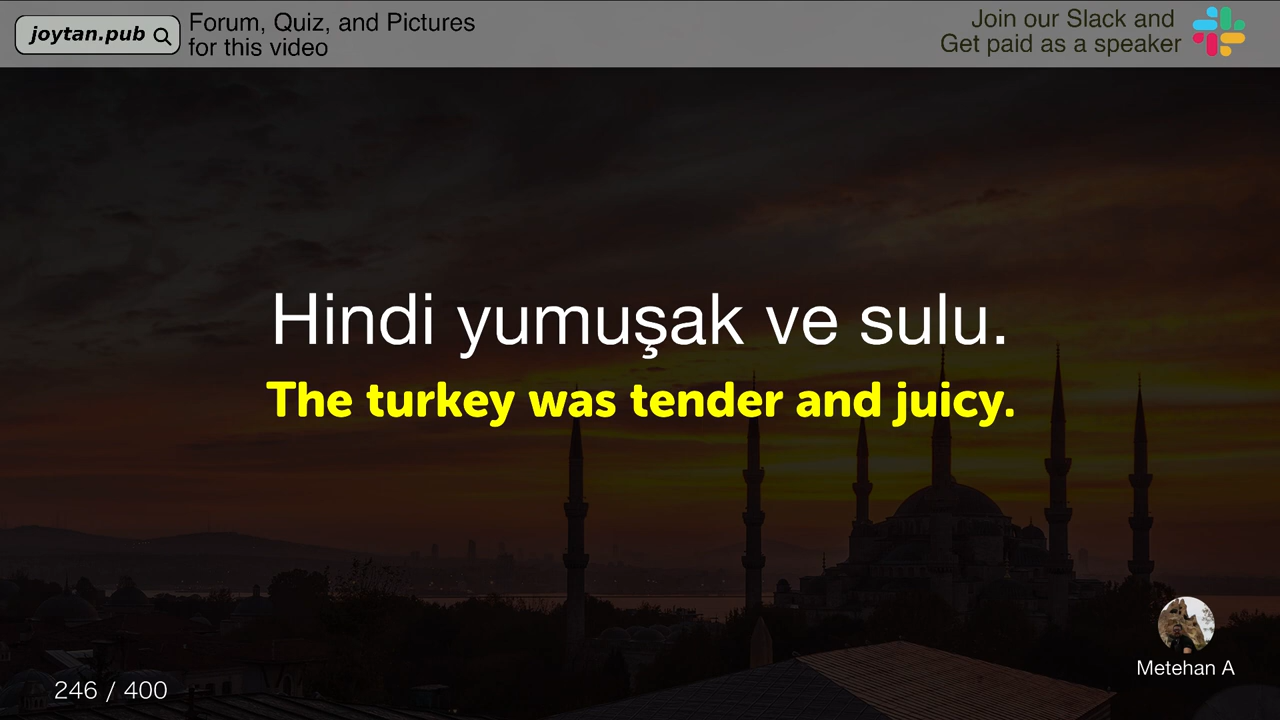 joytan.pub
Forum, Quiz, and Pictures
for this video
Join our Slack and
Get paid as a speaker
Hindi yumuşak ve sulu.
The turkey was tender and juicy.
Metehan A
246 / 400